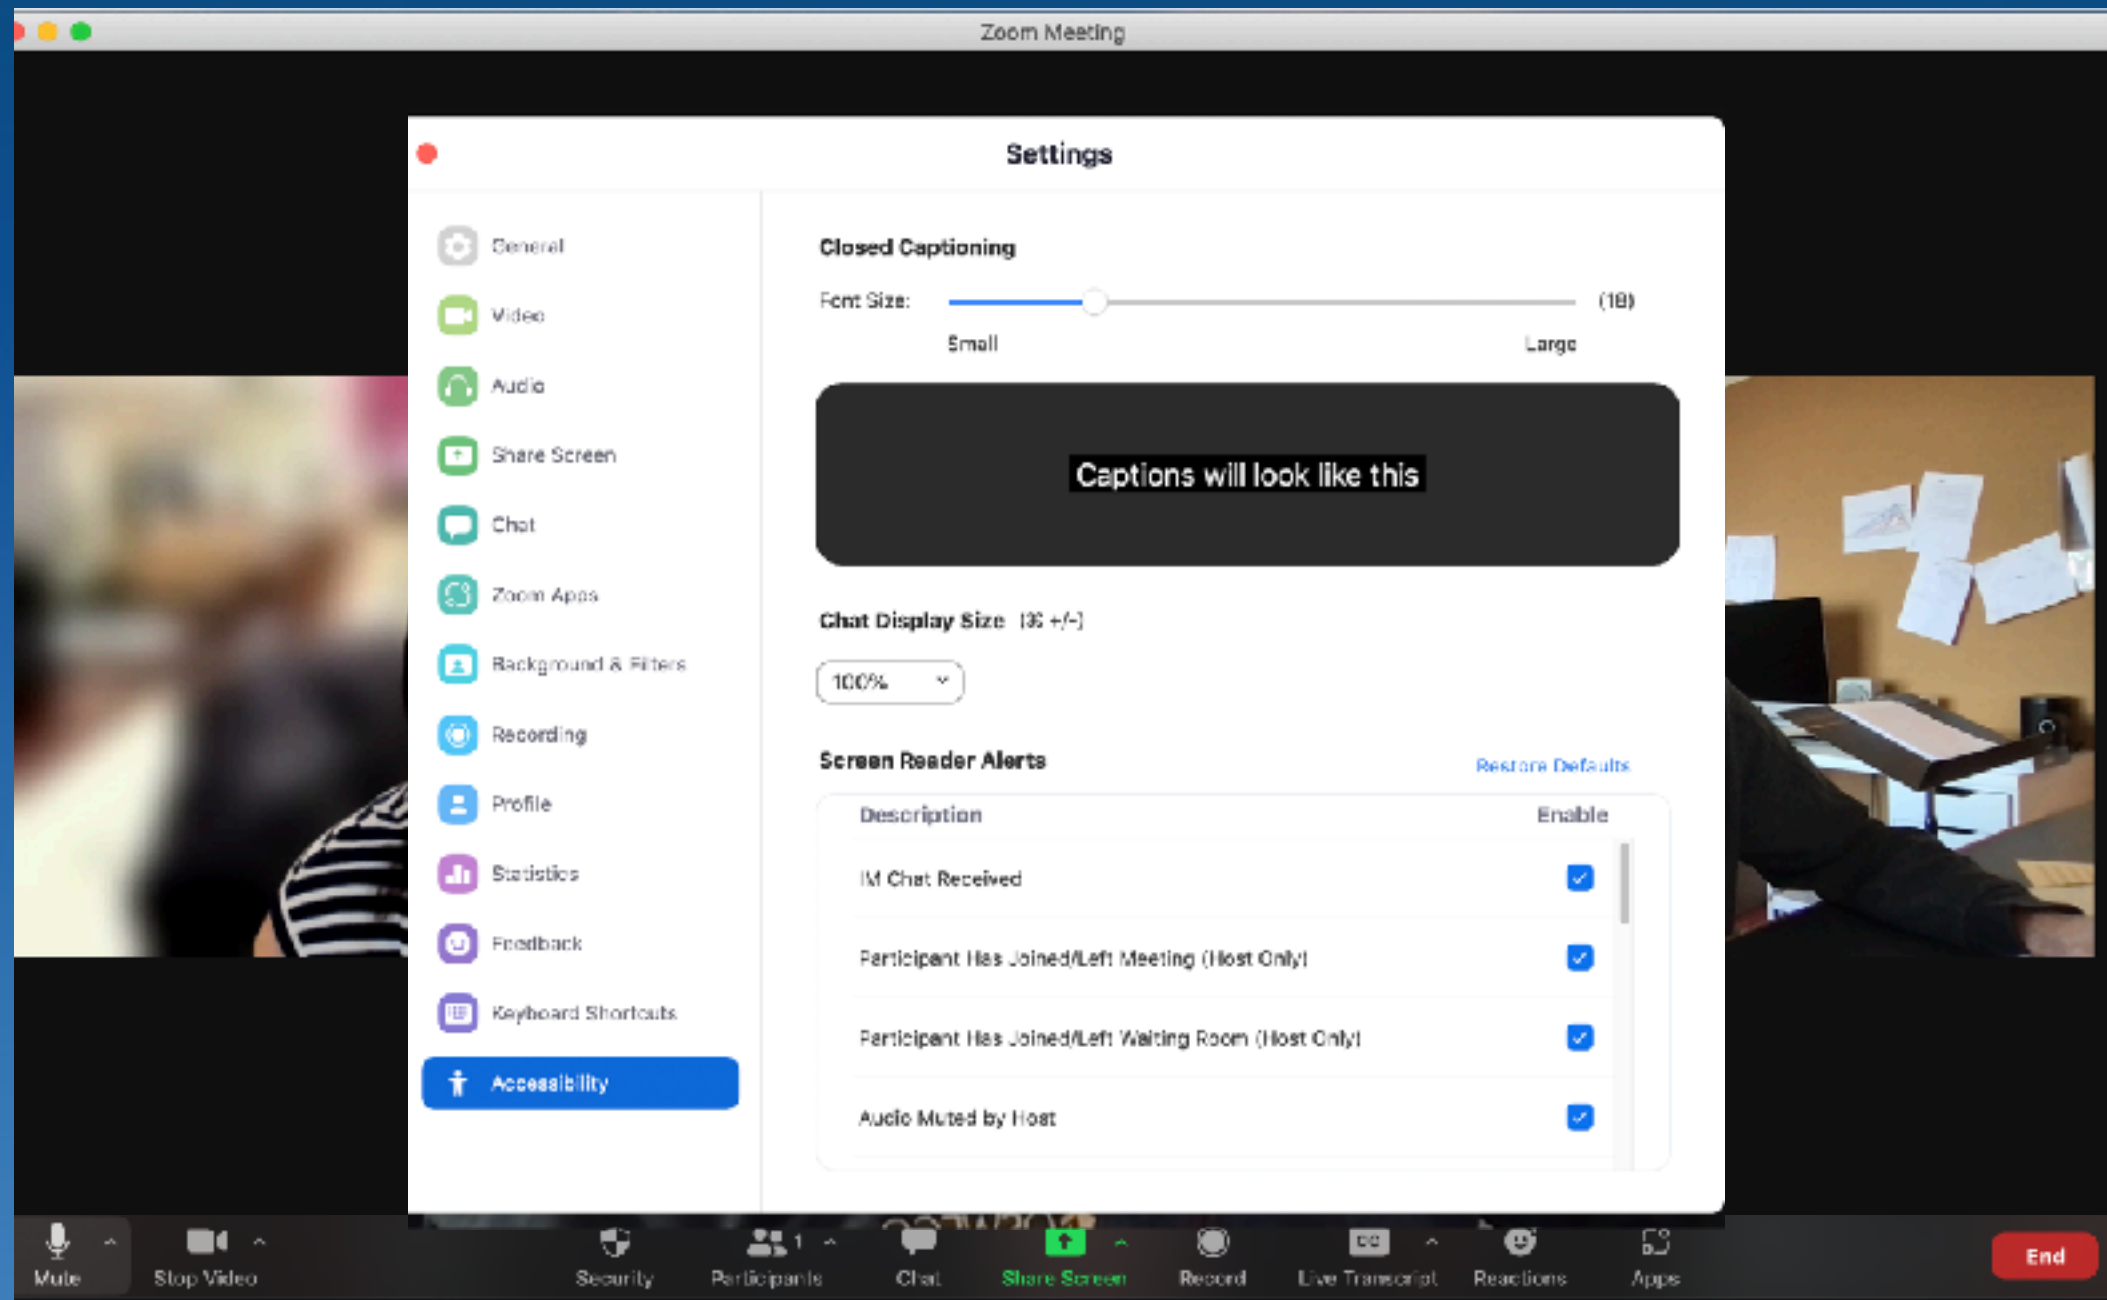 Zoom Meeting
Settings
General
Video
Audio
Share Screen
Chat
Zoom Apps
Background & Filters
Recording
Profile
Statistics
Feedback
Keyboard Shortcuts
Accessibility
Closed Captioning
Font Size:
(18)
Small
Large
Captions will look like this
Chat Display Size (⌘ +/-)
100%
Screen Reader Alerts
Restore Defaults
Description
Enable
IM Chat Received
Participant Has Joined/Left Meeting (Host Only)
Participant Has Joined/Left Waiting Room (Host Only)
Audio Muted by Host
Mute
Stop Video
Security
1
Participants
Chat
Share Screen
Record
CC
Live Transcript
Reactions
Apps
End